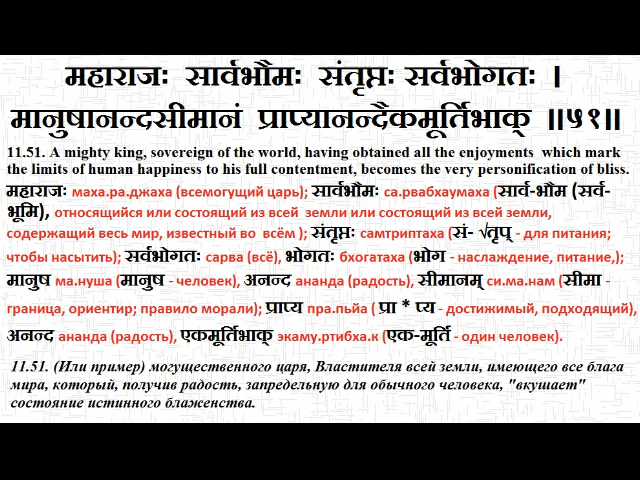 महाराजः सार्वभौमः संतृप्तः सर्वभोगतः ।
मानुषानन्दसीमानं प्राप्यानन्दैकमूर्तिभाक् ॥५१॥
11.51. A mighty king, sovereign of the world, having obtained all the enjoyments which mark
the limits of human happiness to his full contentment, becomes the very personification of bliss.
महाराजः маха.ра.джаха (всемогущий царь); सार्वभौमः са.рвабхаумаха (सार्व-भौम (सर्व-
भूमि), относящийся или состоящий из всей земли или состоящий из всей земли,
содержащий весь мир, известный во всём ); संतृप्तः самтриптаха (सं- √तृप् - для питания;
чтобы насытить); सर्वभोगतः сарва (всё), भोगतः бхогатаха (भोग - наслаждение, питание,);
मानुष ма.нуша (मानुष - человек), अनन्द ананда (радость), सीमानम् си.ма.нам (सीमा -
граница, ориентир; правило морали); प्राप्य пра.пьйа ( प्रा * प्य - достижимый, подходящий),
अनन्द ананда (радость), एकमूर्तिभाक् экаму.ртибха.к (एक-मूर्ति - один человек).
11.51. (Или пример) могущественного царя, Властителя всей земли, имеющего все блага
мира, который, получив радость, запредельную для обычного человека, "вкушает"
состояние истинного блаженства.